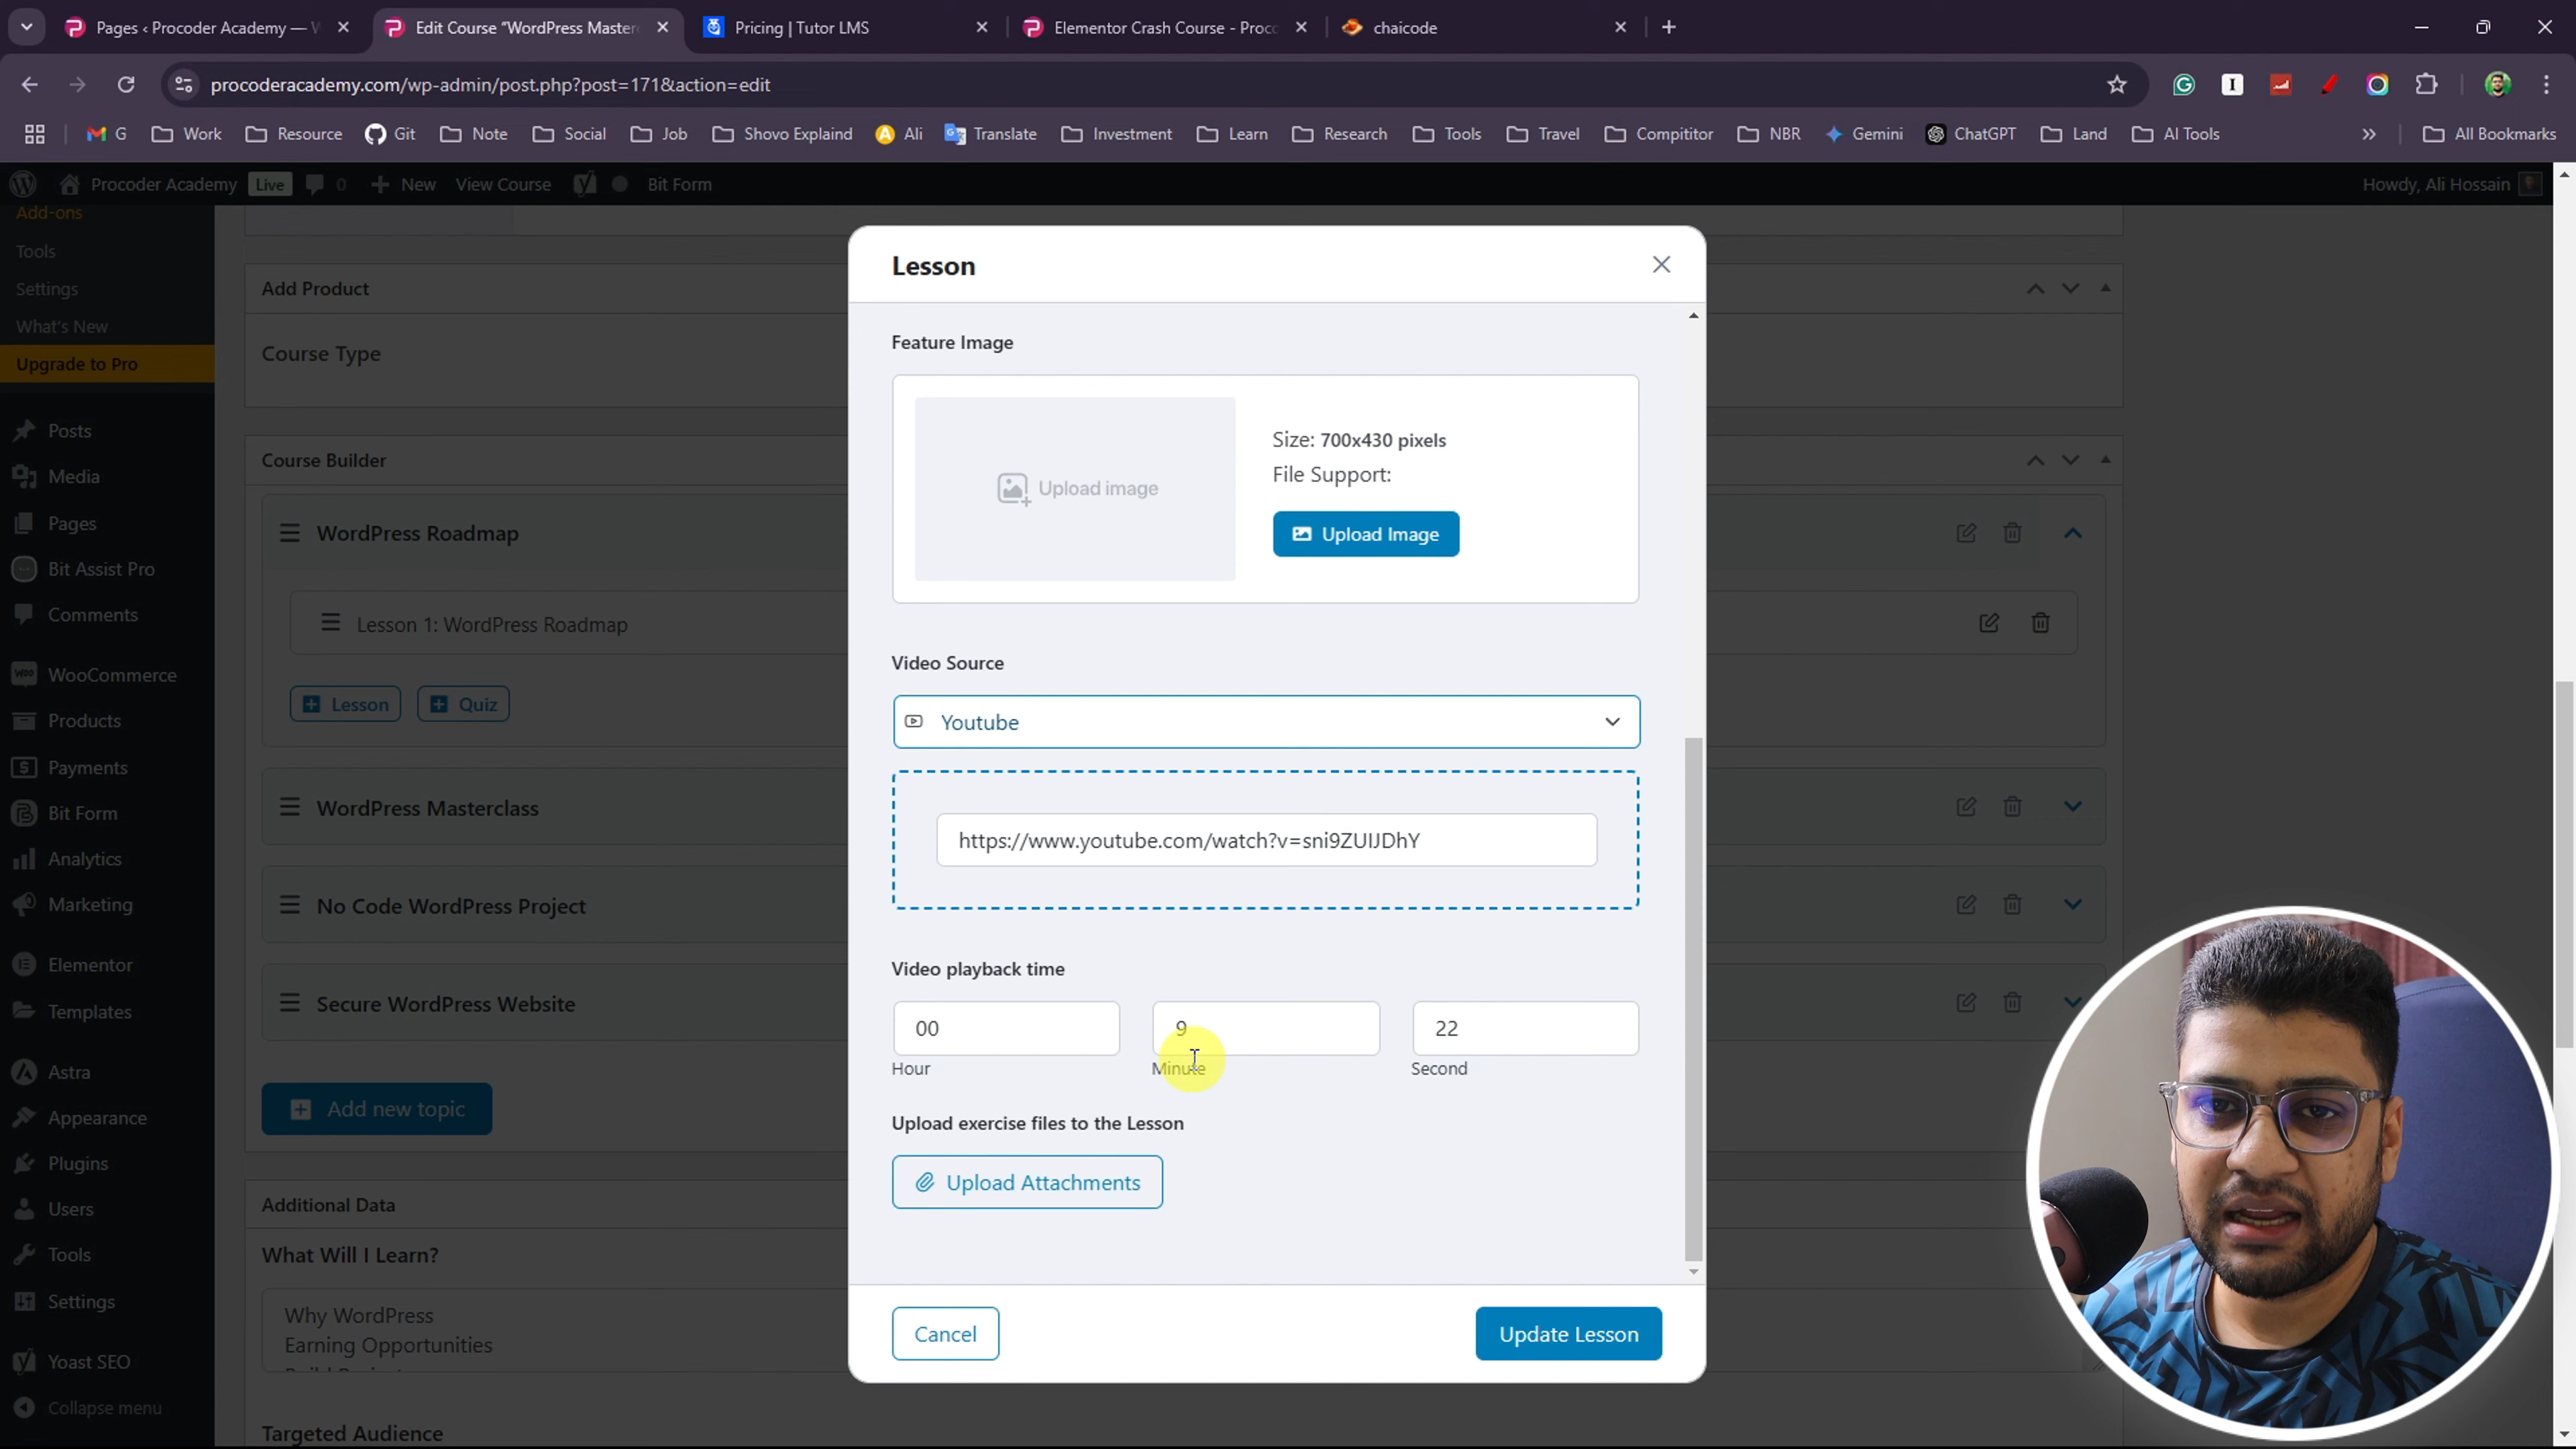 Pages ‹ Procoder Academy —
Edit Course “WordPress Master
Pricing | Tutor LMS
Elementor Crash Course - Proc
chaicode
procoderacademy.com/wp-admin/post.php?post=171&action=edit
G
Work
Resource
Git
Note
Social
Job
Shovo Explaind
Ali
Translate
Investment
Learn
Research
Tools
Travel
Compititor
NBR
Gemini
ChatGPT
Land
AI Tools
»
All Bookmarks
Procoder Academy
Live
0
New
View Course
Bit Form
Howdy, Ali Hossain
Add-ons
Tools
Settings
What's New
Upgrade to Pro
Posts
Media
Pages
Bit Assist Pro
Comments
WooCommerce
Products
Payments
Bit Form
Analytics
Marketing
Elementor
Templates
Astra
Appearance
Plugins
Users
Tools
Settings
Yoast SEO
Collapse menu
Add Product
Course Type
Course Builder
WordPress Roadmap
Lesson 1: WordPress Roadmap
Lesson
Quiz
WordPress Masterclass
No Code WordPress Project
Secure WordPress Website
Add new topic
Additional Data
What Will I Learn?
Why WordPress
Earning Opportunities
Targeted Audience
Lesson
Feature Image
Upload image
Size: 700x430 pixels
File Support:
Upload Image
Video Source
Youtube
https://www.youtube.com/watch?v=sni9ZUIJDhY
Video playback time
00
9
22
Hour
Minute
Second
Upload exercise files to the Lesson
Upload Attachments
Cancel
Update Lesson